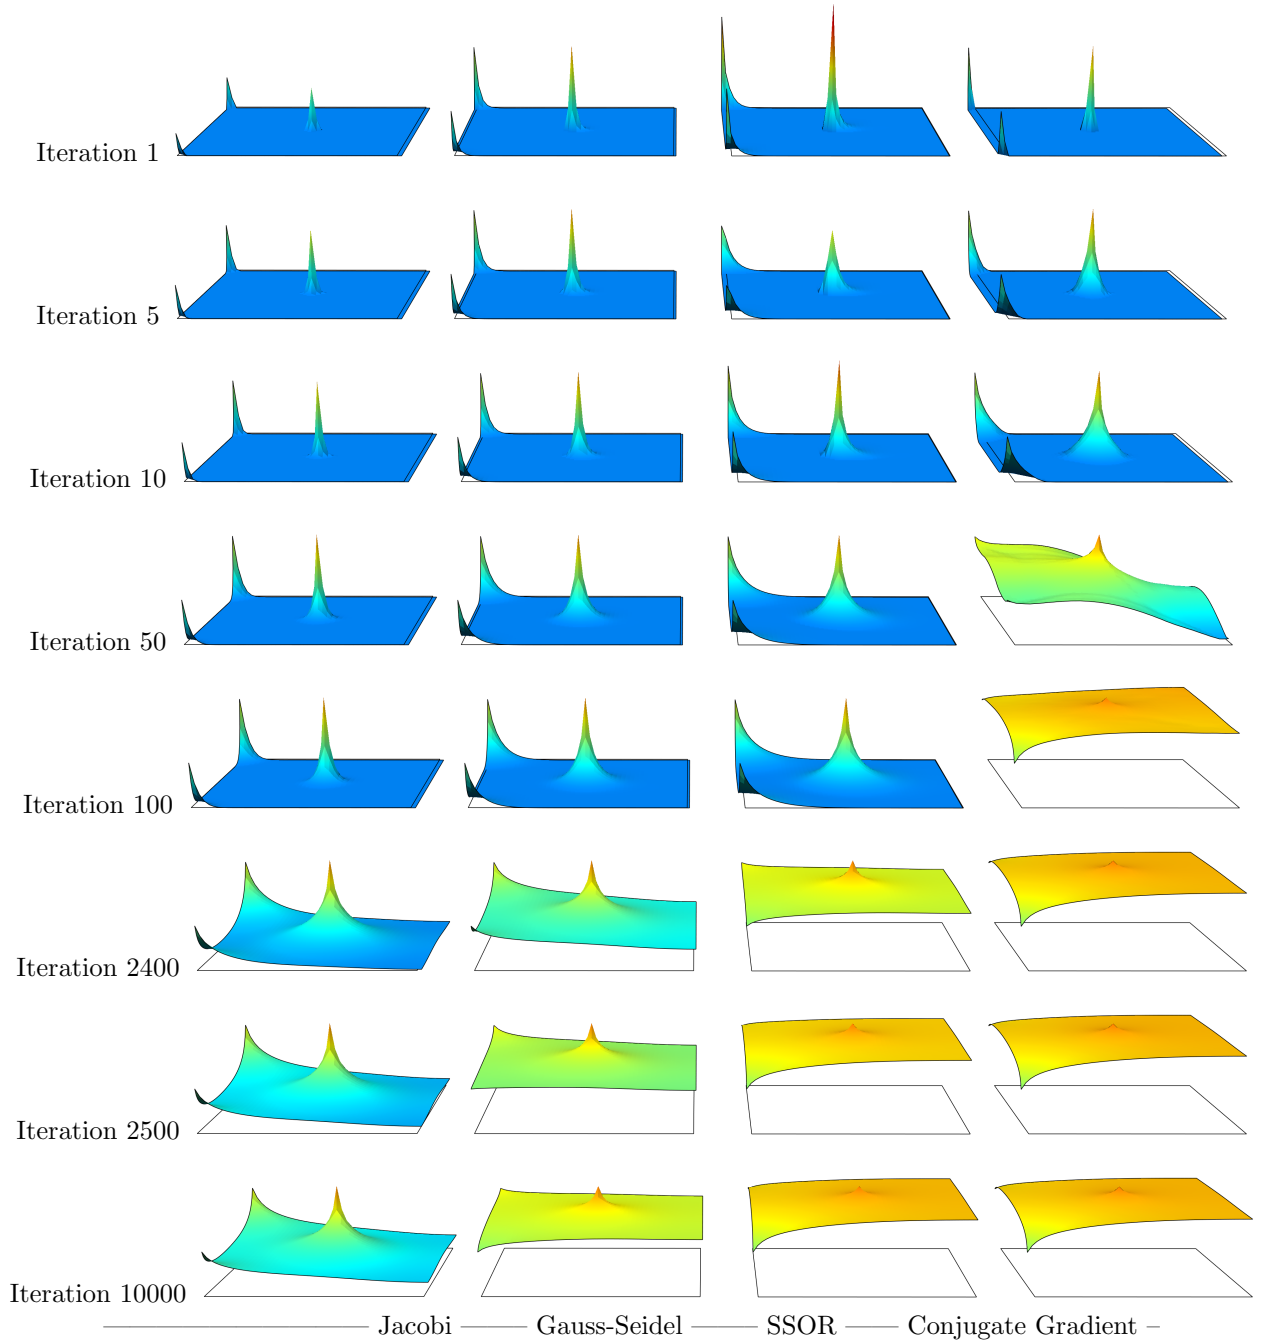 Iteration 1
Iteration 5
Iteration 10
Iteration 50
Iteration 100
Iteration 2400
Iteration 2500
Iteration 10000
——————————— Jacobi ——— Gauss-Seidel ——— SSOR —— Conjugate Gradient –